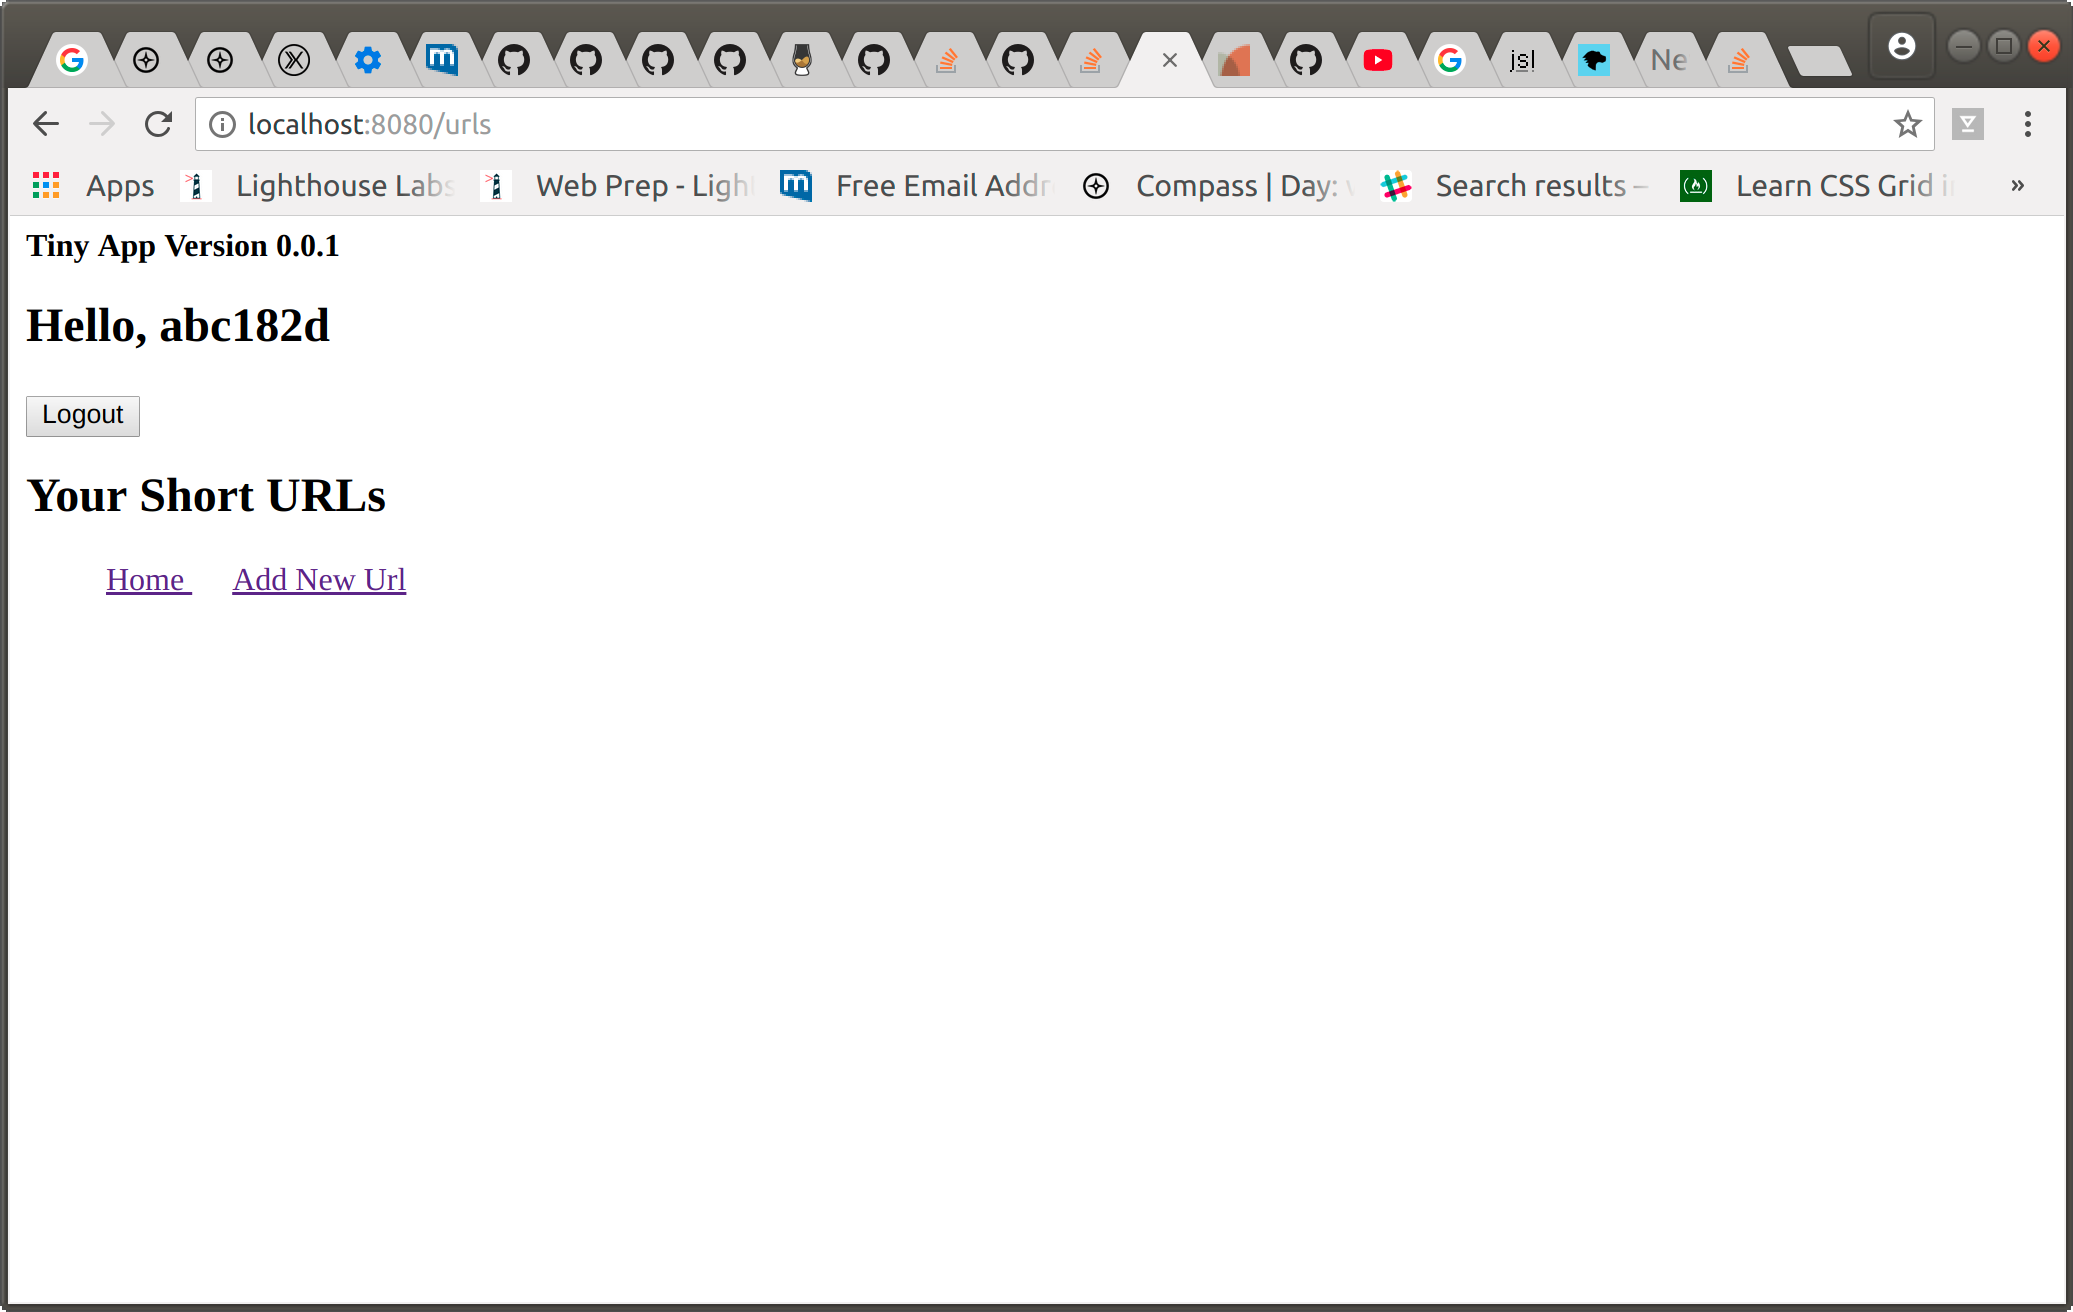 Ne
localhost:8080/urls
Apps Lighthouse Labs Web Prep - Ligh Free Email Addr Compass | Day: Search results – Learn CSS Grid i »
Tiny App Version 0.0.1
Hello, abc182d
Logout
Your Short URLs
Home Add New Url